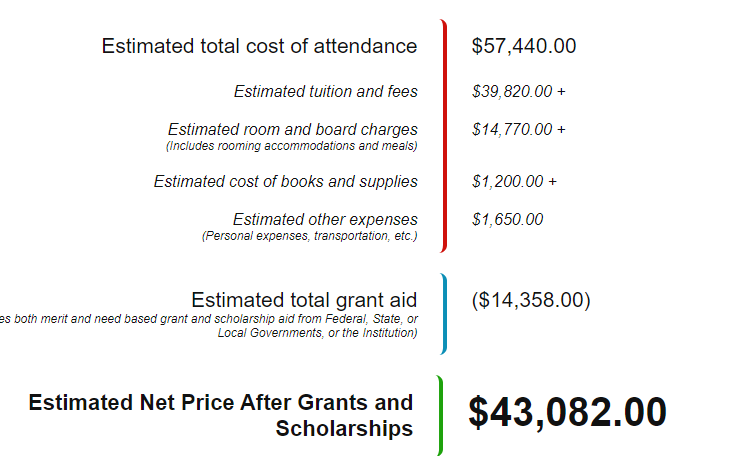 Estimated total cost of attendance $57,440.00
Estimated tuition and fees $39,820.00 +
Estimated room and board charges $14,770.00 +
(Includes rooming accommodations and meals)
Estimated cost of books and supplies $1,200.00 +
Estimated other expenses $1,650.00
(Personal expenses, transportation, etc.)
Estimated total grant aid ($14,358.00)
both merit and need based grant and scholarship aid from Federal, State, or
Local Governments, or the Institution)
Estimated Net Price After Grants and
Scholarships $43,082.00